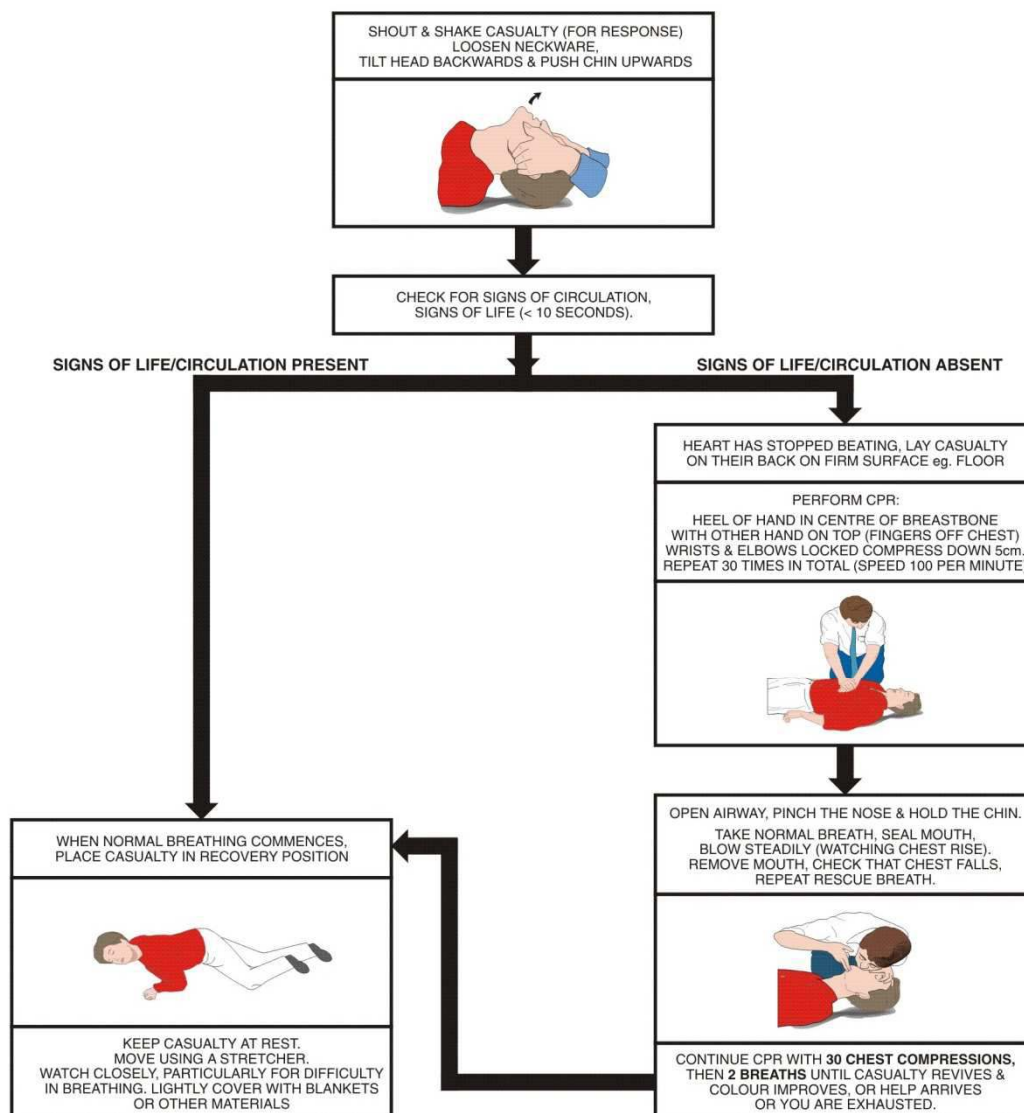 SHOUT & SHAKE CASUALTY (FOR RESPONSE)
LOOSEN NECKWARE,
TILT HEAD BACKWARDS & PUSH CHIN UPWARDS
CHECK FOR SIGNS OF CIRCULATION,
SIGNS OF LIFE (< 10 SECONDS).
SIGNS OF LIFE/CIRCULATION PRESENT
SIGNS OF LIFE/CIRCULATION ABSENT
HEART HAS STOPPED BEATING, LAY CASUALTY
ON THEIR BACK ON FIRM SURFACE eg. FLOOR
PERFORM CPR:
HEEL OF HAND IN CENTRE OF BREASTBONE
WITH OTHER HAND ON TOP (FINGERS OFF CHEST)
WRISTS & ELBOWS LOCKED COMPRESS DOWN 5cm.
REPEAT 30 TIMES IN TOTAL (SPEED 100 PER MINUTE)
OPEN AIRWAY, PINCH THE NOSE & HOLD THE CHIN.
TAKE NORMAL BREATH, SEAL MOUTH,
BLOW STEADILY (WATCHING CHEST RISE).
REMOVE MOUTH, CHECK THAT CHEST FALLS,
REPEAT RESCUE BREATH.
CONTINUE CPR WITH 30 CHEST COMPRESSIONS,
THEN 2 BREATHS UNTIL CASUALTY REVIVES &
COLOUR IMPROVES, OR HELP ARRIVES
OR YOU ARE EXHAUSTED.
WHEN NORMAL BREATHING COMMENCES,
PLACE CASUALTY IN RECOVERY POSITION
KEEP CASUALTY AT REST.
MOVE USING A STRETCHER.
WATCH CLOSELY, PARTICULARLY FOR DIFFICULTY
IN BREATHING. LIGHTLY COVER WITH BLANKETS
OR OTHER MATERIALS